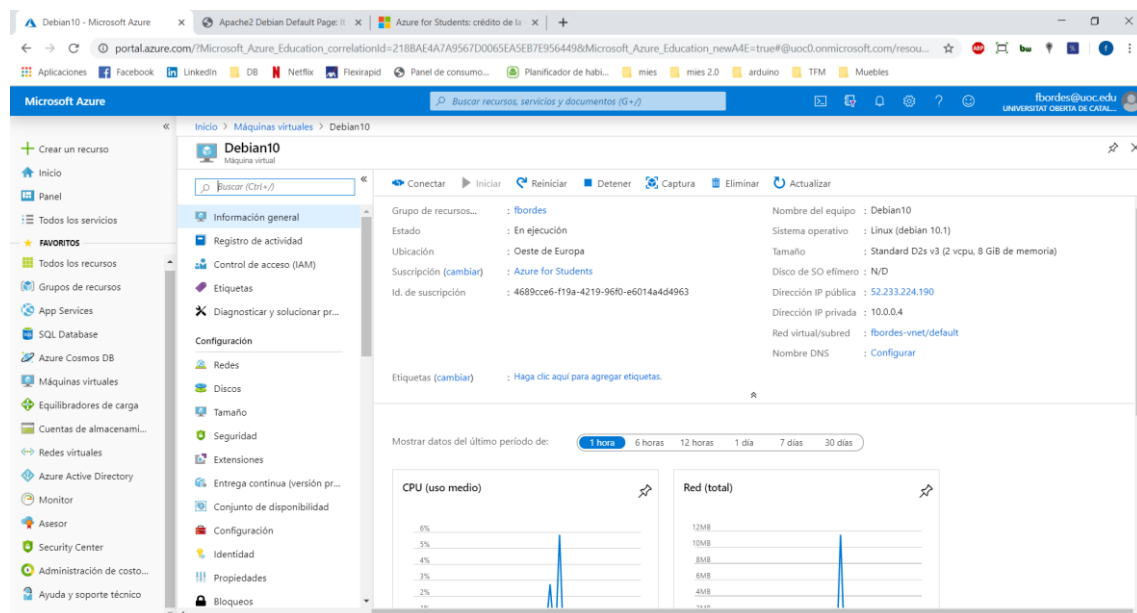 Debian10 - Microsoft Azure
Apache2 Debian Default Page: It
Azure for Students: crédito de la
portal.azure.com/?Microsoft_Azure_Education_correlationId=218BAE4A7A9567D0065EA5EB7E956449&Microsoft_Azure_Education_newA4E=true#@uoc0.onmicrosoft.com/resou...
Aplicaciones Facebook LinkedIn DB Netflix Flexirapid Panel de consumo... Planificador de habi... mies mies 2.0 arduino TFM Muebles
Microsoft Azure
Buscar recursos, servicios y documentos (G+/)
fbordes@uoc.edu
UNIVERSITAT OBERTA DE CATAL...
Crear un recurso
Inicio
Panel
Todos los servicios
FAVORITOS
Todos los recursos
Grupos de recursos
App Services
SQL Database
Azure Cosmos DB
Máquinas virtuales
Equilibradores de carga
Cuentas de almacenami...
Redes virtuales
Azure Active Directory
Monitor
Asesor
Security Center
Administración de costo...
Ayuda y soporte técnico
Inicio > Máquinas virtuales > Debian10
Debian10
Máquina virtual
Buscar (Ctrl+/)
Información general
Registro de actividad
Control de acceso (IAM)
Etiquetas
Diagnosticar y solucionar pr...
Configuración
Redes
Discos
Tamaño
Seguridad
Extensiones
Entrega continua (versión pr...
Conjunto de disponibilidad
Configuración
Identidad
Propiedades
Bloqueos
Conectar Iniciar Reiniciar Detener Captura Eliminar Actualizar
Grupo de recursos... : fbordes
Estado : En ejecución
Ubicación : Oeste de Europa
Suscripción (cambiar) : Azure for Students
Id. de suscripción : 4689cce6-f19a-4219-96f0-e6014a4d4963
Nombre del equipo : Debian10
Sistema operativo : Linux (debian 10.1)
Tamaño : Standard D2s v3 (2 vcpu, 8 GiB de memoria)
Disco de SO efímero : N/D
Dirección IP pública : 52.233.224.190
Dirección IP privada : 10.0.0.4
Red virtual/subred : fbordes-vnet/default
Nombre DNS : Configurar
Etiquetas (cambiar) : Haga clic aquí para agregar etiquetas.
Mostrar datos del último período de: 1 hora 6 horas 12 horas 1 día 7 días 30 días
CPU (uso medio)
6%
5%
4%
3%
2%
Red (total)
12MB
10MB
8MB
6MB
4MB